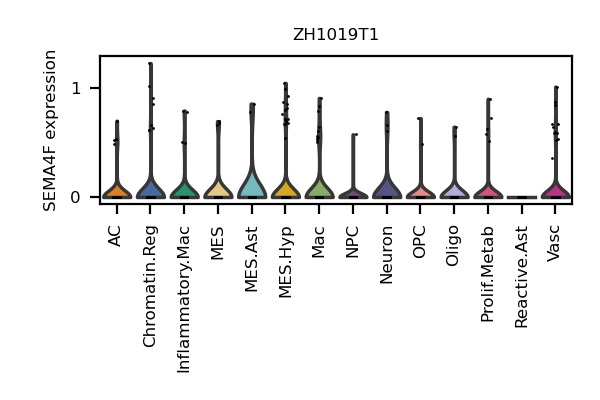 ZH1019T1
SEMA4F expression
1
0
AC
Chromatin.Reg
Inflammatory.Mac
MES
MES.Ast
MES.Hyp
Mac
NPC
Neuron
OPC
Oligo
Prolif.Metab
Reactive.Ast
Vasc